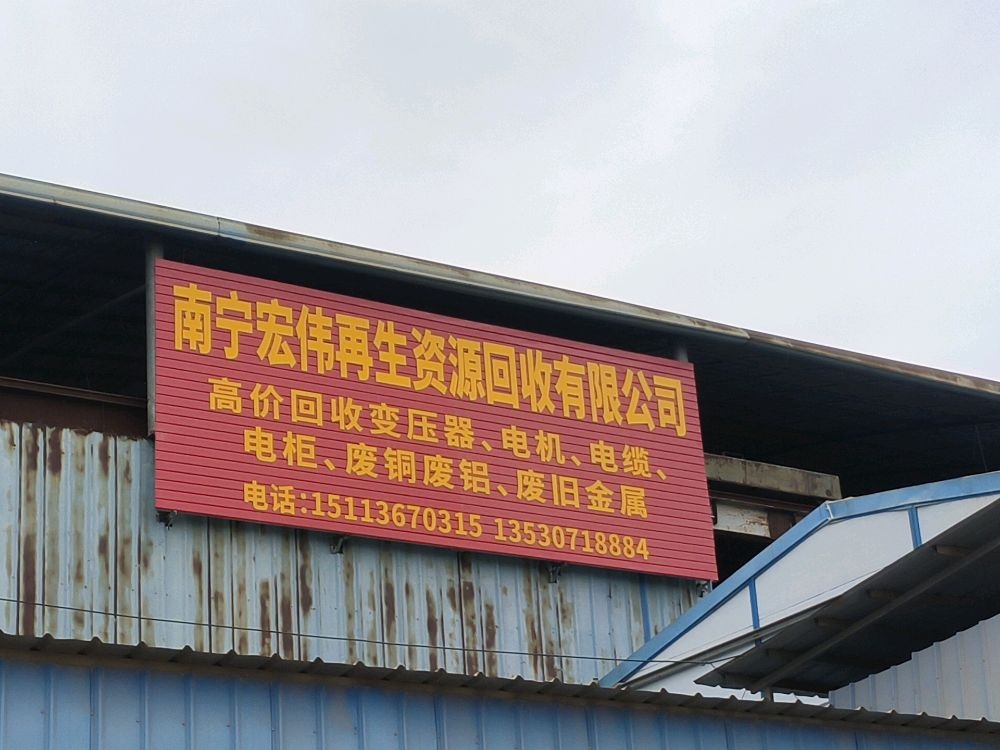 南宁宏伟再生资源回收有限公司
高价回收变压器、电机、电缆、
电柜、废铜废铝、废旧金属
电话:15113670315 13530718884